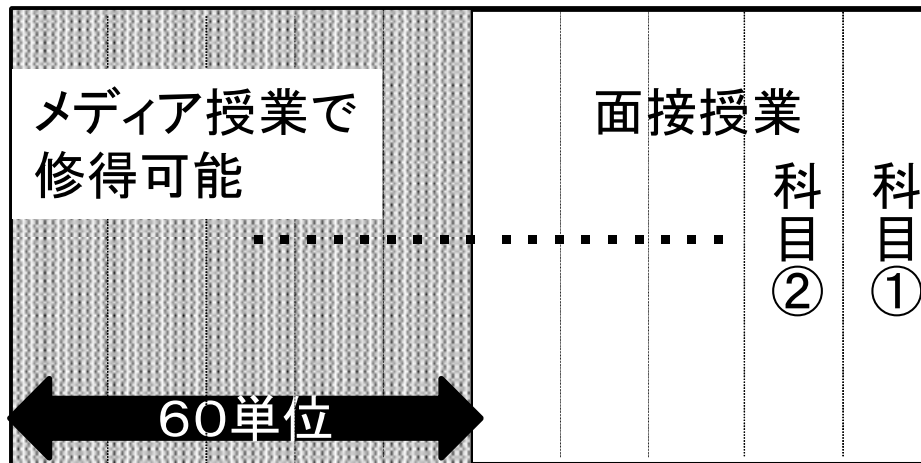 メディア授業で
修得可能
面接授業
科目②
科目①
60単位